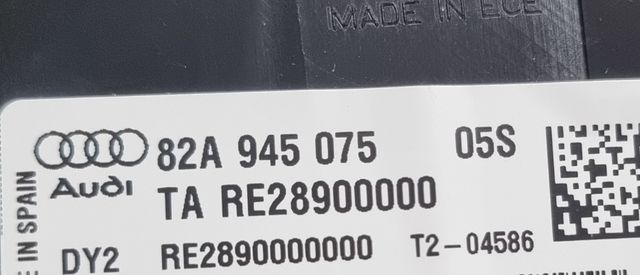 MADE IN ECE
82A 945 075 05S
Audi
TA RE28900000
E IN SPAIN
DY2 RE2890000000 T2-04586